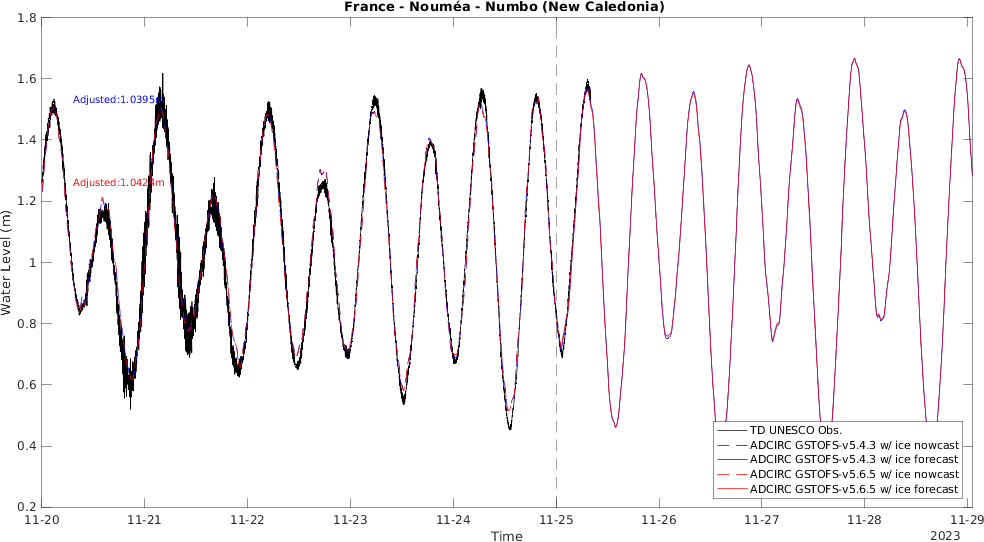 France - Nouméa - Numbo (New Caledonia)
1.8
1.6
1.4
1.2
1
0.8
0.6
0.4
0.2
Water Level (m)
Adjusted:1.0395m
Adjusted:1.0424m
TD UNESCO Obs.
ADCIRC GSTOFS-v5.4.3 w/ ice nowcast
ADCIRC GSTOFS-v5.4.3 w/ ice forecast
ADCIRC GSTOFS-v5.6.5 w/ ice nowcast
ADCIRC GSTOFS-v5.6.5 w/ ice forecast
11-20 11-21 11-22 11-23 11-24 11-25 11-26 11-27 11-28 11-29
Time
2023